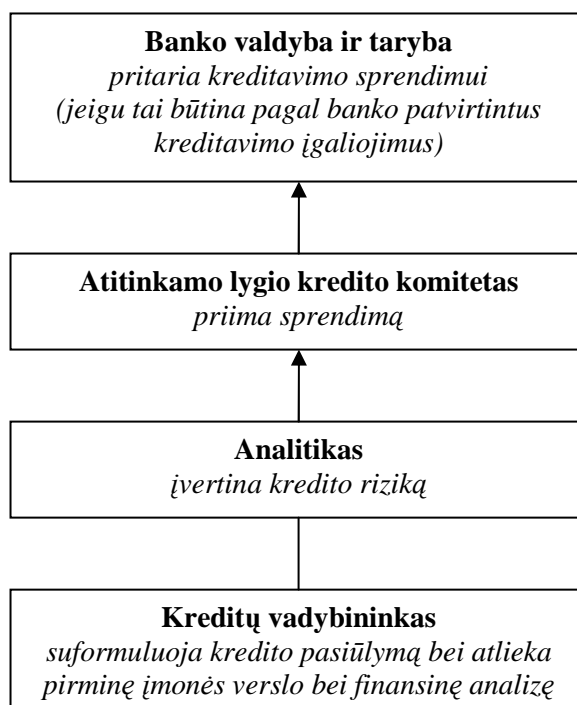 Banko valdyba ir taryba
pritaria kreditavimo sprendimui
(jeigu tai būtina pagal banko patvirtintus
kreditavimo įgaliojimus)
Atitinkamo lygio kredito komitetas
priima sprendimą
Analitikas
įvertina kredito riziką
Kreditų vadybininkas
suformuluoja kredito pasiūlymą bei atlieka
pirminę įmonės verslo bei finansinę analizę